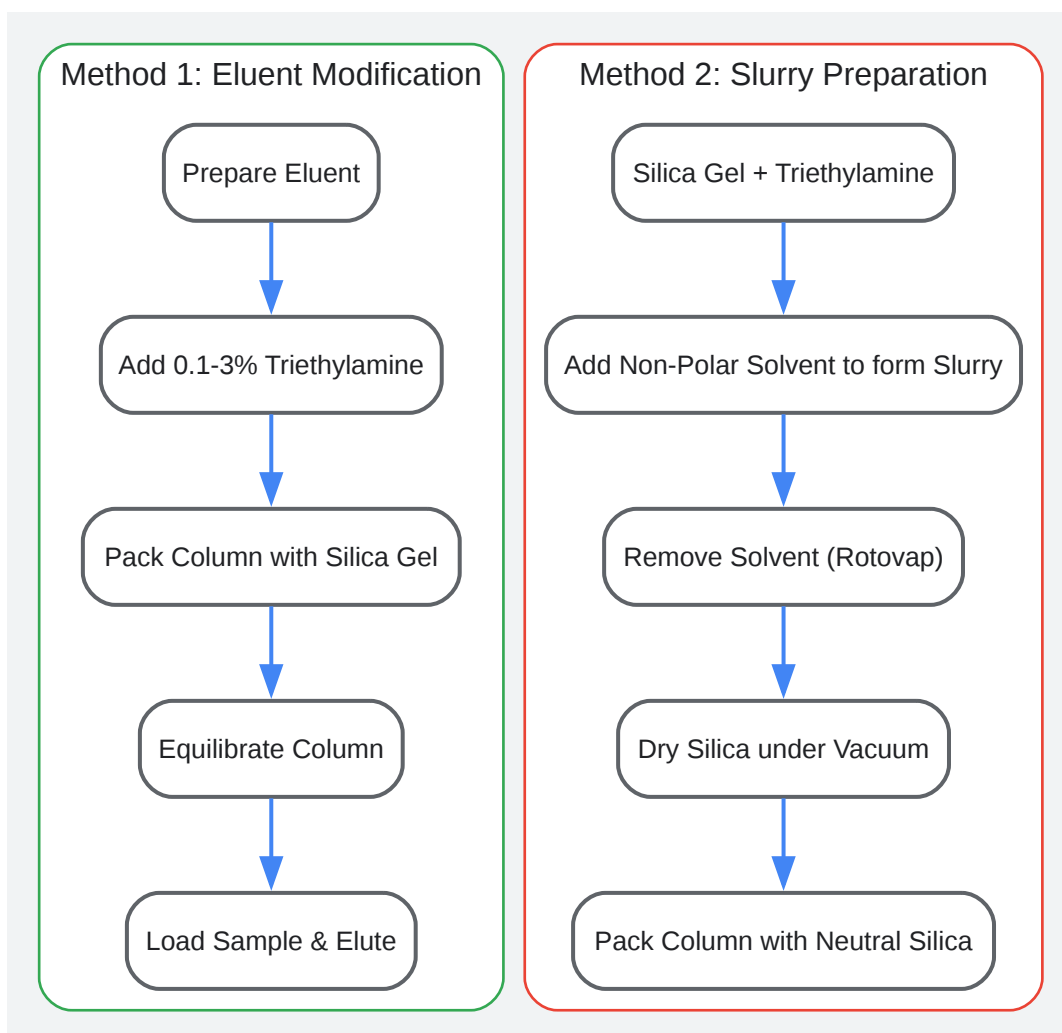 Method 1: Eluent Modification
Prepare Eluent
Add 0.1-3% Triethylamine
Pack Column with Silica Gel
Equilibrate Column
Load Sample & Elute
Method 2: Slurry Preparation
Silica Gel + Triethylamine
Add Non-Polar Solvent to form Slurry
Remove Solvent (Rotovap)
Dry Silica under Vacuum
Pack Column with Neutral Silica